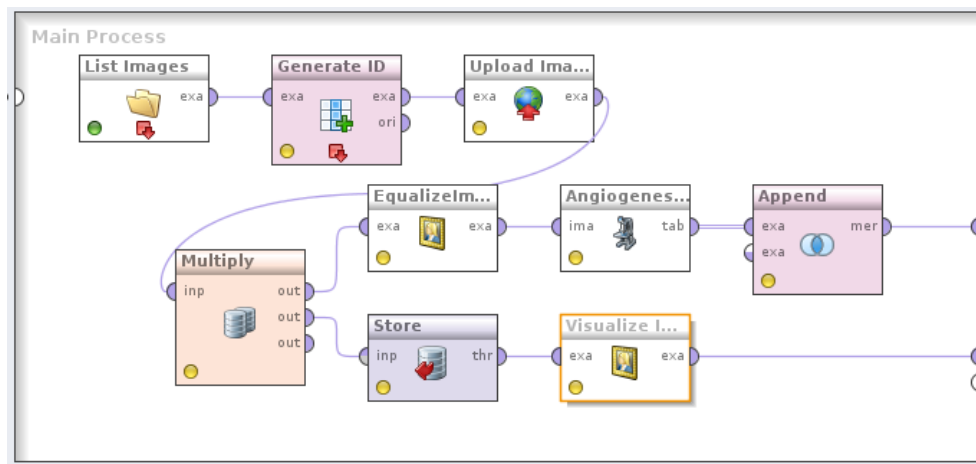 Main Process
List Images
exa
Generate ID
exa exa
ori
Upload Ima...
exa exa
EqualizeIm...
exa exa
Angiogenes...
ima tab
Append
exa mer
exa
Multiply
inp out
out
out
Store
inp thr
Visualize I...
exa exa